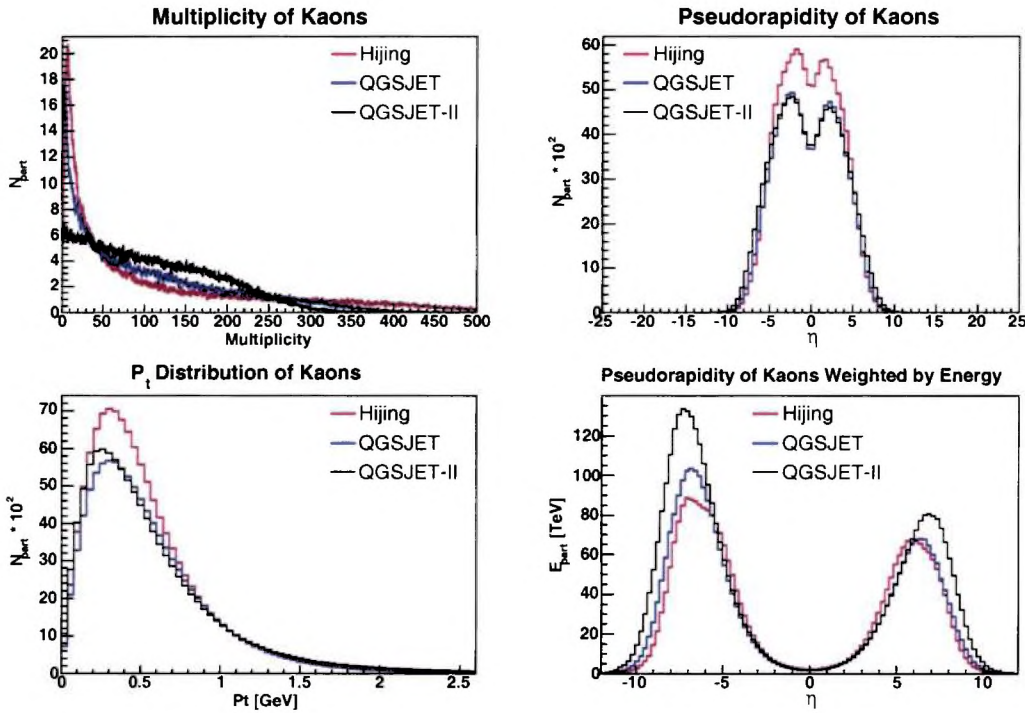 Multiplicity of Kaons
N_part
20
18
16
14
12
10
8
6
4
2
0
Hijing
QGSJET
QGSJET-II
0 50 100 150 200 250 300 350 400 450 500
Multiplicity
Pseudorapidity of Kaons
N_part * 10^2
60
50
40
30
20
10
0
Hijing
QGSJET
QGSJET-II
-25 -20 -15 -10 -5 0 5 10 15 20 25
η
P_t Distribution of Kaons
N_part * 10^2
70
60
50
40
30
20
10
0
Hijing
QGSJET
QGSJET-II
0 0.5 1 1.5 2 2.5
Pt [GeV]
Pseudorapidity of Kaons Weighted by Energy
E_part [TeV]
120
100
80
60
40
20
0
Hijing
QGSJET
QGSJET-II
-10 -5 0 5 10
η